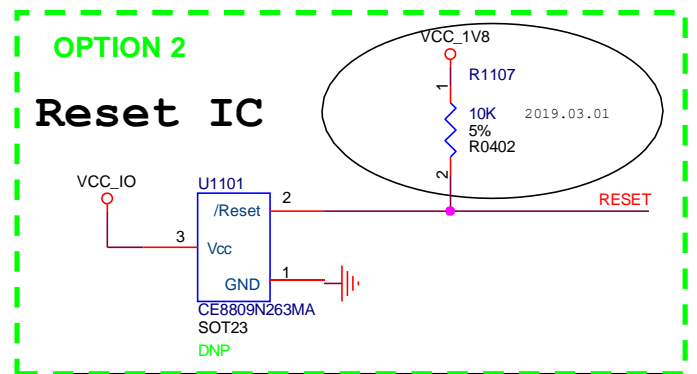 OPTION 2
VCC_1V8
R1107
Reset IC
1
10K
2019.03.01
5%
R0402
2
VCC_IO
U1101
/Reset
2
RESET
3
Vcc
1
GND
CE8809N263MA
SOT23
DNP